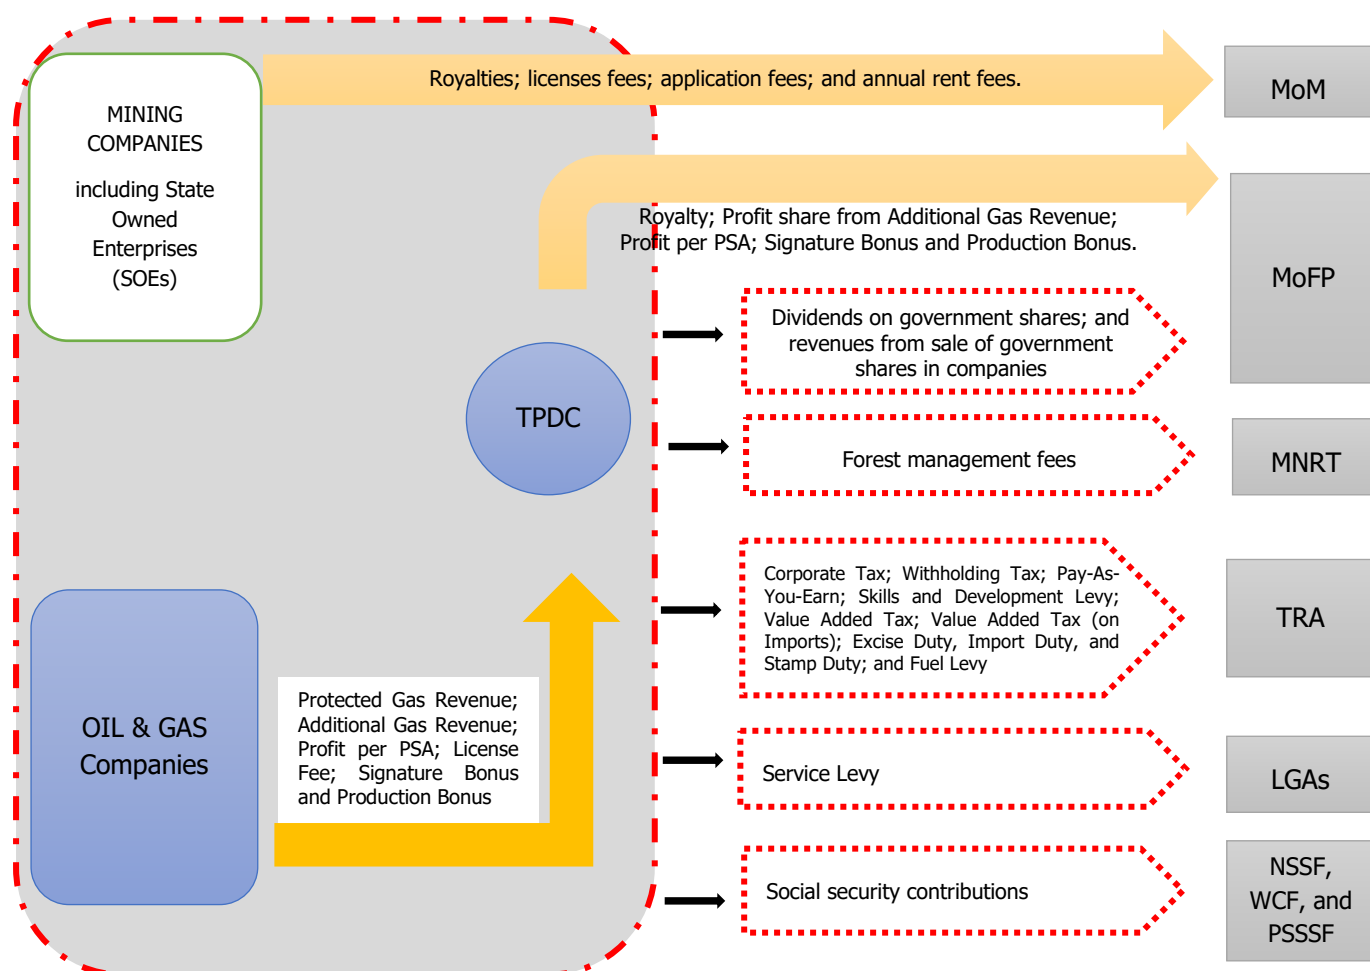 MINING
COMPANIES
including State
Owned
Enterprises
(SOEs)
Royalties; licenses fees; application fees; and annual rent fees.
MoM
Royalty; Profit share from Additional Gas Revenue;
Profit per PSA; Signature Bonus and Production Bonus.
MoFP
Dividends on government shares; and
revenues from sale of government
shares in companies
TPDC
Forest management fees
MNRT
Corporate Tax; Withholding Tax; Pay-As-
You-Earn; Skills and Development Levy;
Value Added Tax; Value Added Tax (on
Imports); Excise Duty, Import Duty, and
Stamp Duty; and Fuel Levy
TRA
OIL & GAS
Companies
Protected Gas Revenue;
Additional Gas Revenue;
Profit per PSA; License
Fee; Signature Bonus
and Production Bonus
Service Levy
LGAs
Social security contributions
NSSF,
WCF, and
PSSSF